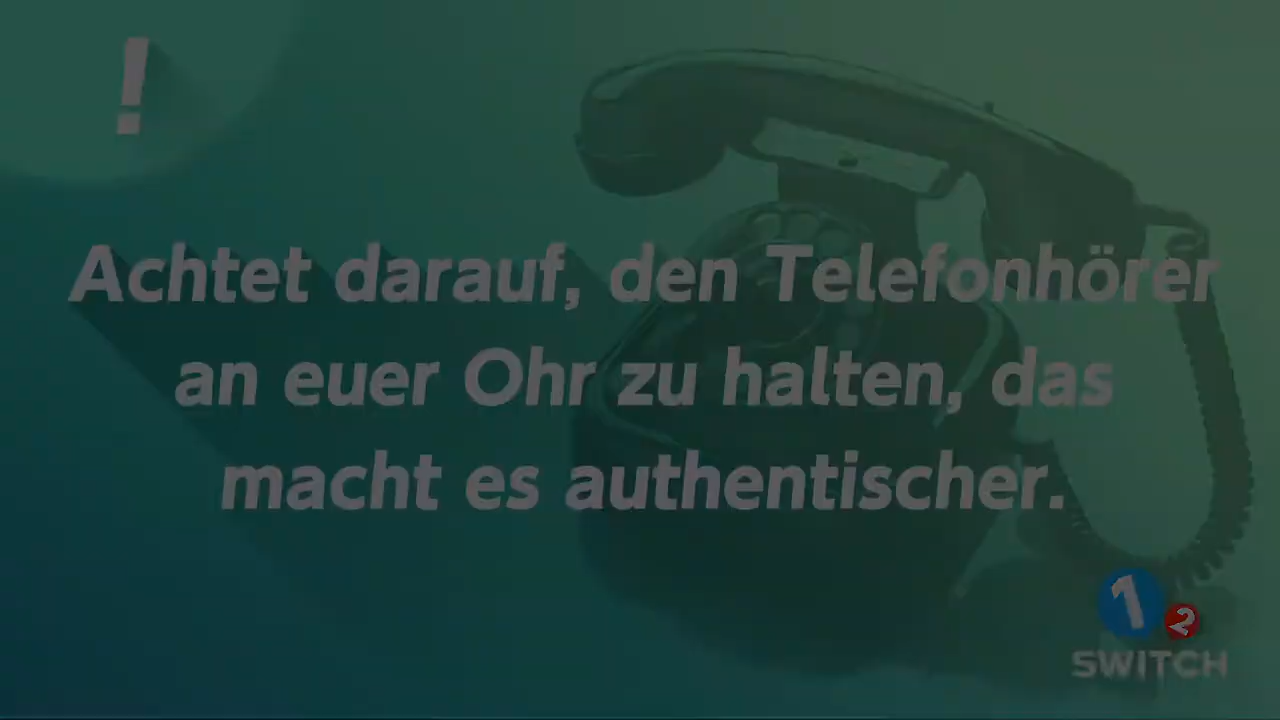 !
Achtet darauf, den Telefonhörer
an euer Ohr zu halten, das
macht es authentischer.
1 2
SWITCH